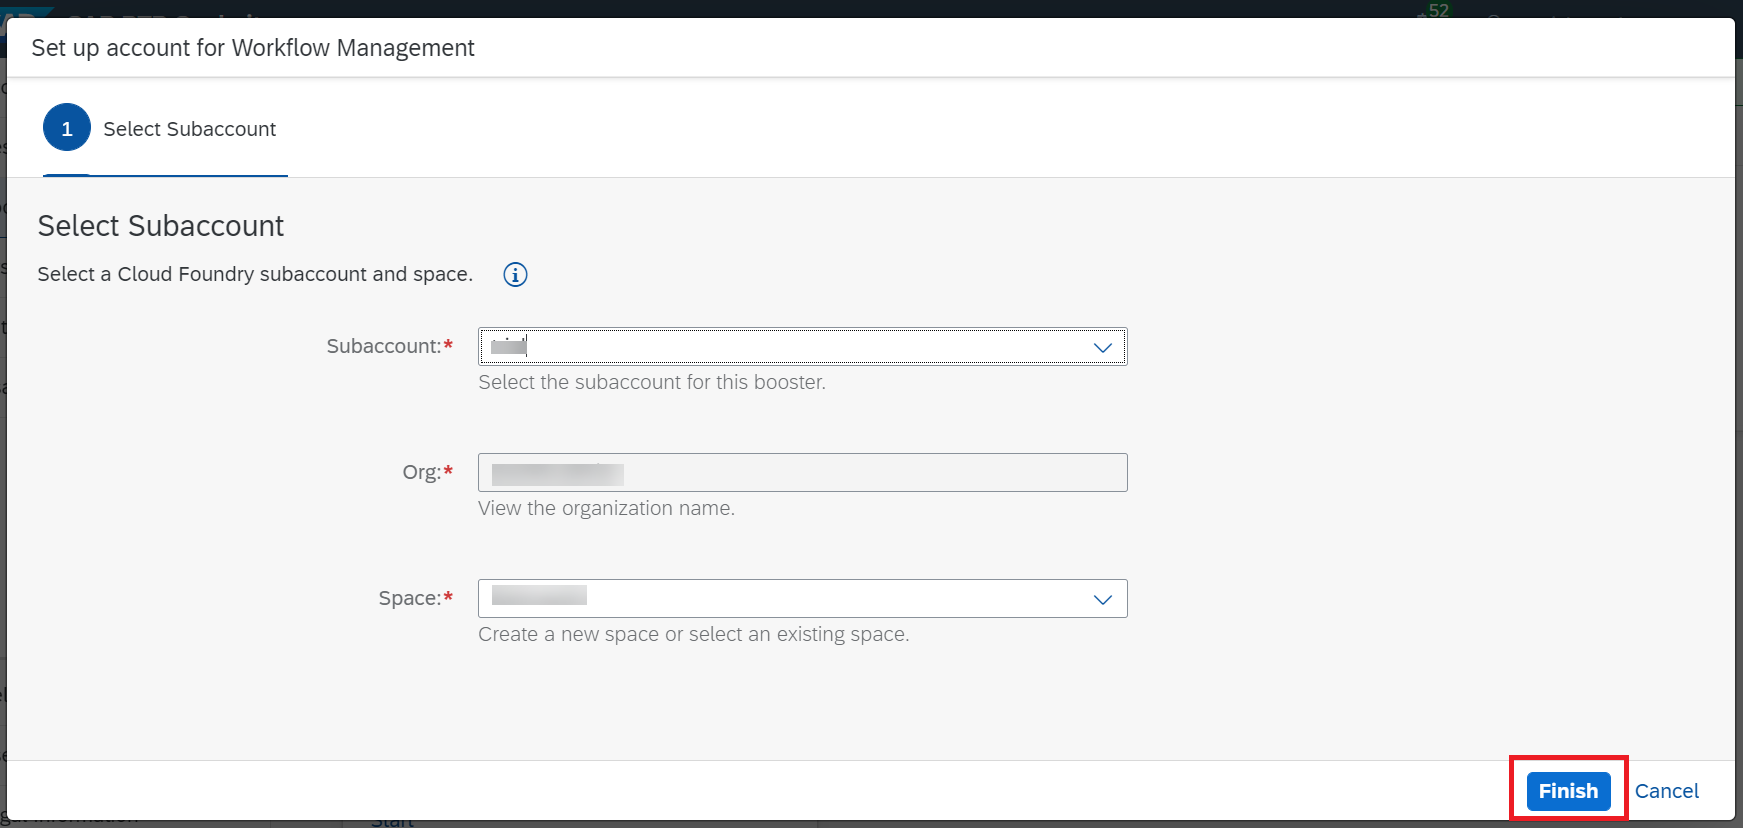 52
Set up account for Workflow Management
1 Select Subaccount
Select Subaccount
Select a Cloud Foundry subaccount and space.
Subaccount:*
Select the subaccount for this booster.
Org:*
View the organization name.
Space:*
Create a new space or select an existing space.
Finish Cancel
Start